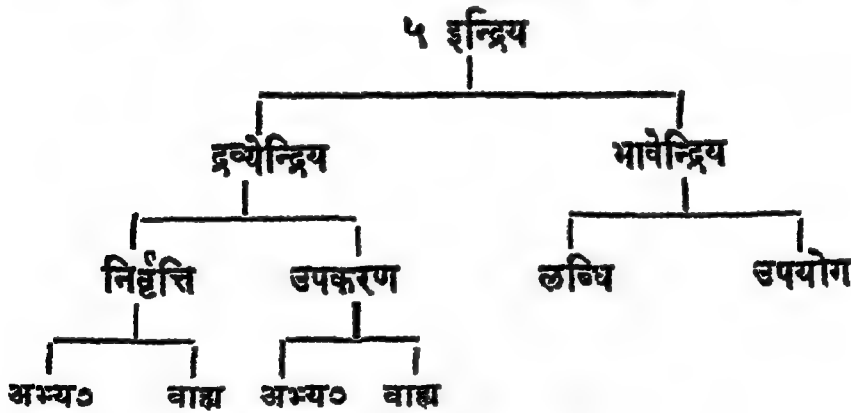 ५ इन्द्रिय
द्रव्येन्द्रिय भावेन्द्रिय
निर्वृत्ति उपकरण लब्धि उपयोग
अभ्य० वाह्य अभ्य० वाह्य